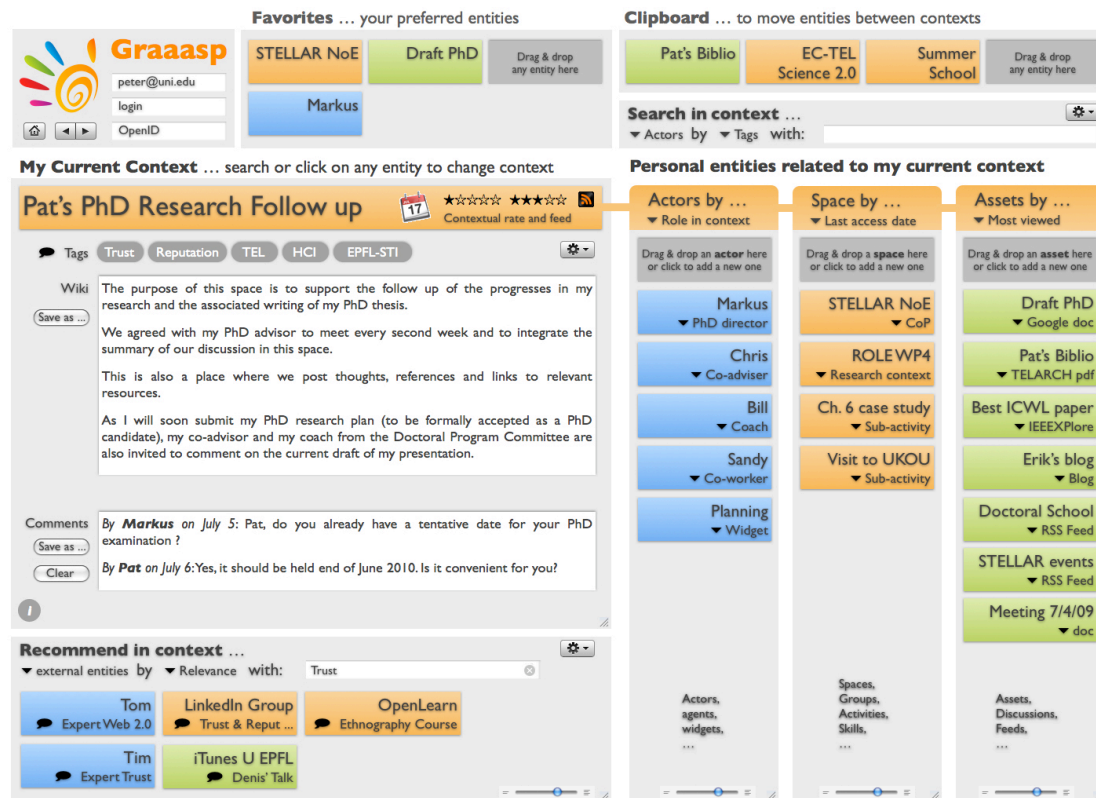 Favorites ... your preferred entities
Clipboard ... to move entities between contexts
Graaasp
peter@uni.edu
login
OpenID
STELLAR NoE
Draft PhD
Drag & drop
any entity here
Markus
Pat's Biblio
EC-TEL
Science 2.0
Summer
School
Drag & drop
any entity here
Search in context ...
Actors by Tags with:
My Current Context ... search or click on any entity to change context
Pat's PhD Research Follow up
17
Contextual rate and feed
Tags Trust Reputation TEL HCI EPFL-STI
Wiki
Save as ...
The purpose of this space is to support the follow up of the progresses in my
research and the associated writing of my PhD thesis.
We agreed with my PhD advisor to meet every second week and to integrate the
summary of our discussion in this space.
This is also a place where we post thoughts, references and links to relevant
resources.
As I will soon submit my PhD research plan (to be formally accepted as a PhD
candidate), my co-advisor and my coach from the Doctoral Program Committee are
also invited to comment on the current draft of my presentation.
Comments
Save as ...
Clear
By Markus on July 5: Pat, do you already have a tentative date for your PhD
examination ?
By Pat on July 6:Yes, it should be held end of June 2010. Is it convenient for you?
i
Recommend in context ...
external entities by Relevance with: Trust
Tom
Expert Web 2.0
LinkedIn Group
Trust & Reput ...
OpenLearn
Ethnography Course
Tim
Expert Trust
iTunes U EPFL
Denis' Talk
Personal entities related to my current context
Actors by ...
Role in context
Drag & drop an actor here
or click to add a new one
Markus
PhD director
Chris
Co-adviser
Bill
Coach
Sandy
Co-worker
Planning
Widget
Actors,
agents,
widgets,
...
Space by ...
Last access date
Drag & drop a space here
or click to add a new one
STELLAR NoE
CoP
ROLE WP4
Research context
Ch. 6 case study
Sub-activity
Visit to UKOU
Sub-activity
Spaces,
Groups,
Activities,
Skills,
...
Assets by ...
Most viewed
Drag & drop an asset here
or click to add a new one
Draft PhD
Google doc
Pat's Biblio
TELARCH pdf
Best ICWL paper
IEEEXPlore
Erik's blog
Blog
Doctoral School
RSS Feed
STELLAR events
RSS Feed
Meeting 7/4/09
doc
Assets,
Discussions,
Feeds,
...